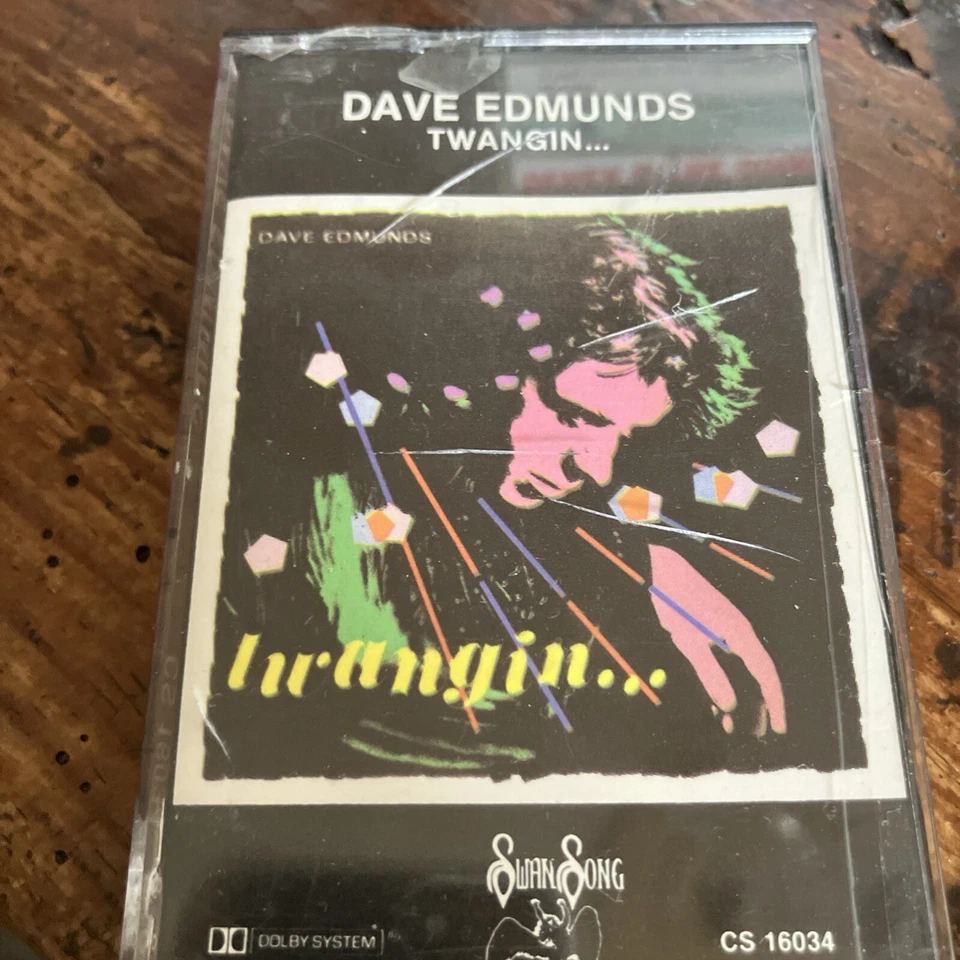 DAVE EDMUNDS
TWANGIN...
DAVE EDMUNDS
twangin...
SWAN SONG
DOLBY SYSTEM
CS 16034